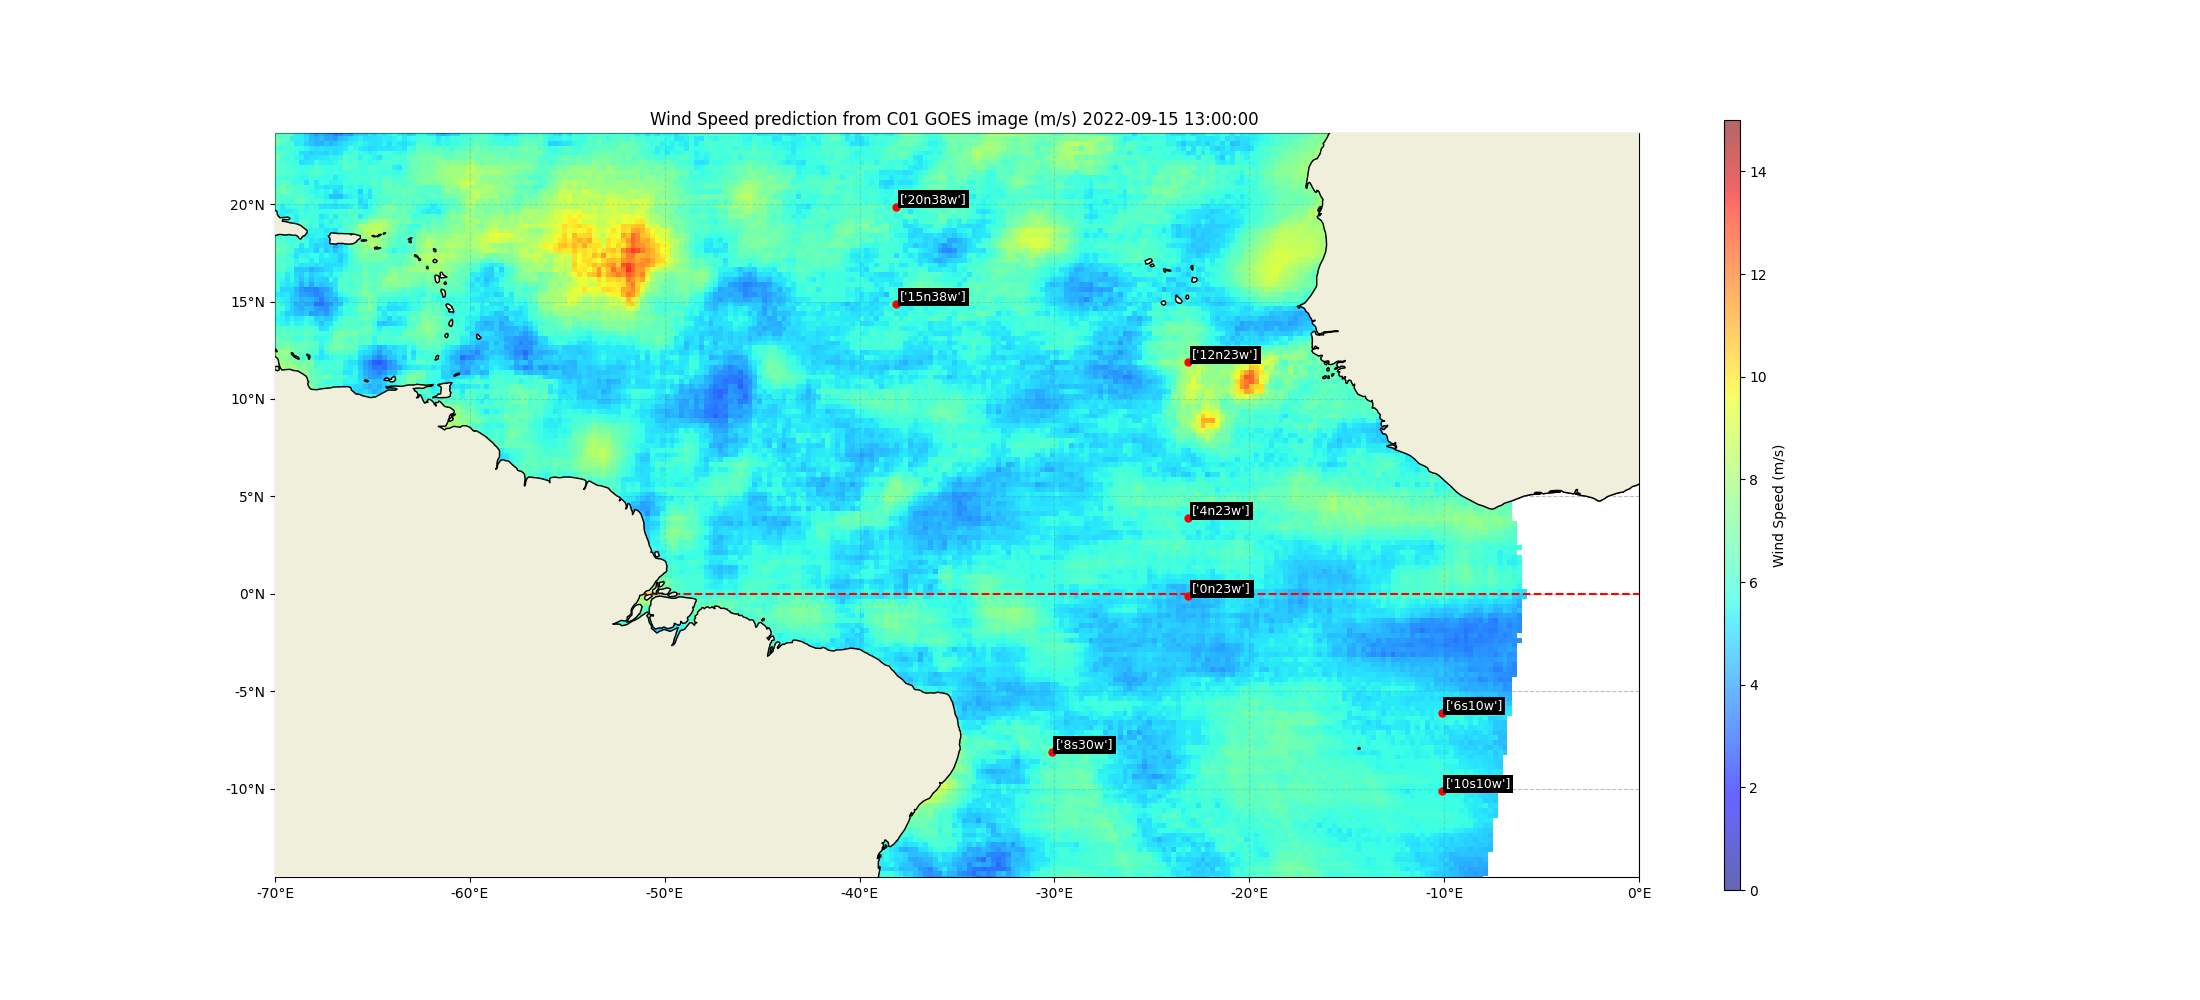 Wind Speed prediction from C01 GOES image (m/s) 2022-09-15 13:00:00
20°N
15°N
10°N
5°N
0°N
-5°N
-10°N
['20n38w']
['15n38w']
['12n23w']
['4n23w']
['0n23w']
['6s10w']
['8s30w']
['10s10w']
-70°E
-60°E
-50°E
-40°E
-30°E
-20°E
-10°E
0°E
14
12
10
8
6
4
2
0
Wind Speed (m/s)